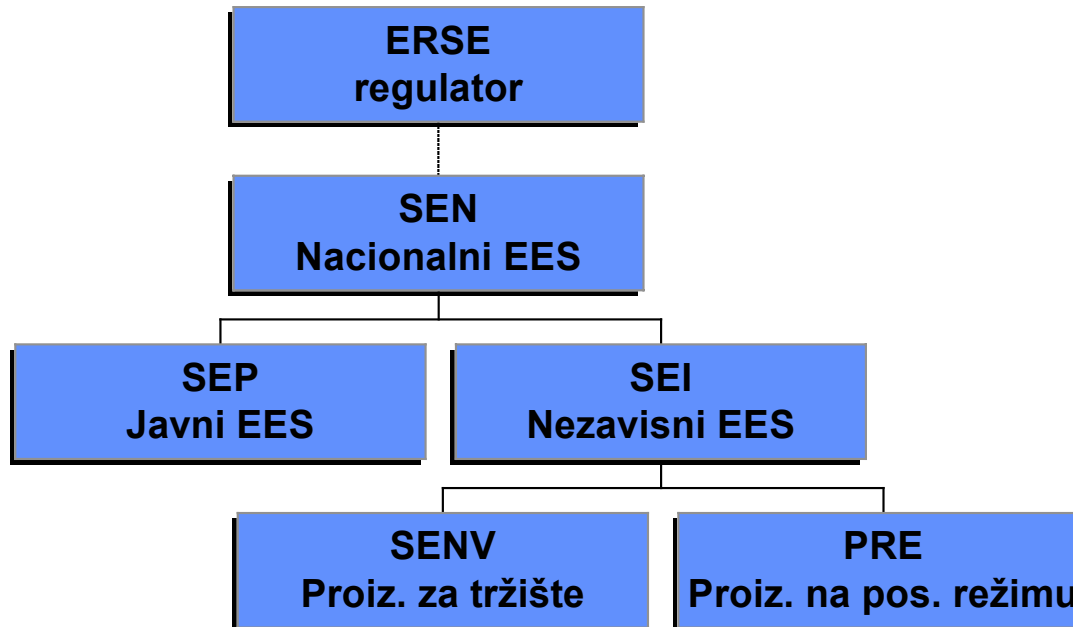 ERSE
regulator
SEN
Nacionalni EES
SEP
Javni EES
SEI
Nezavisni EES
SENV
Proiz. za tržište
PRE
Proiz. na pos. režimu